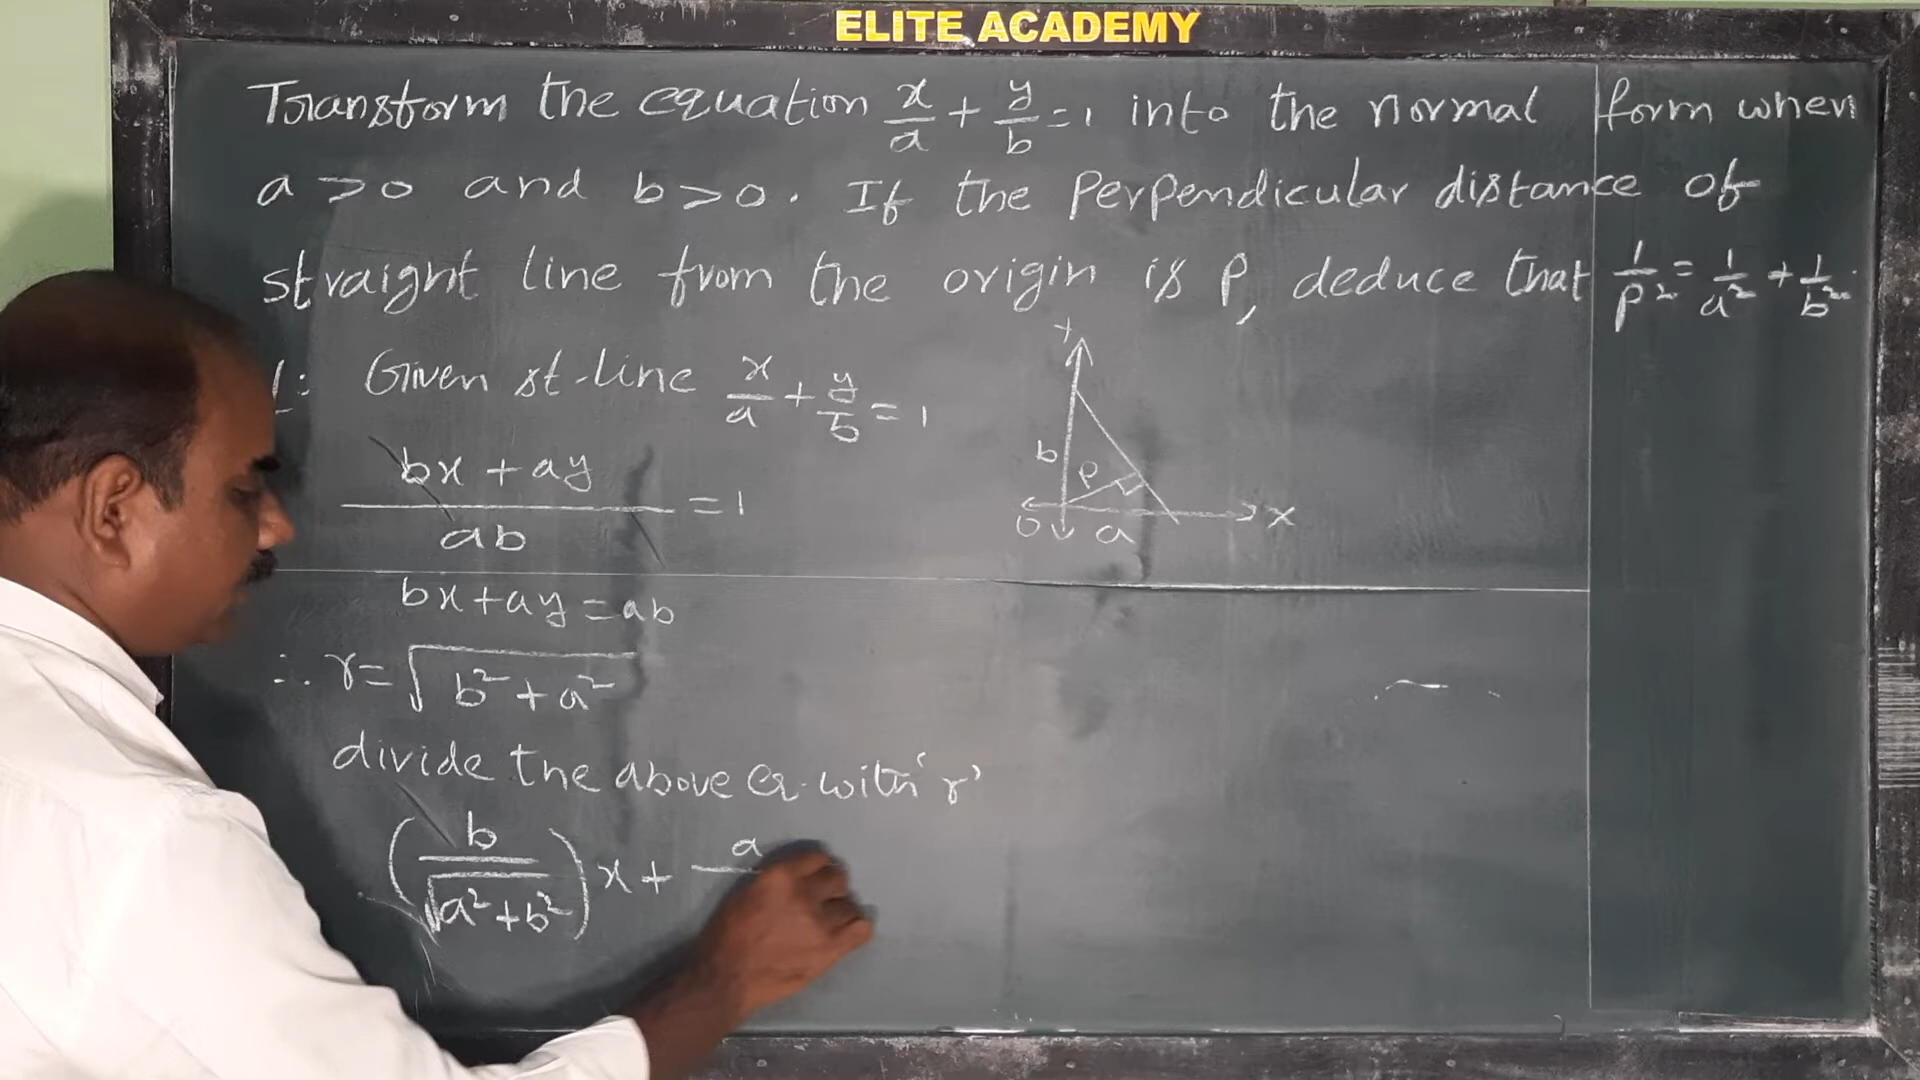 ELITE ACADEMY
Transform the equation x/a + y/b = 1 into the normal form when
a > 0 and b > 0. If the perpendicular distance of
straight line from the origin is P, deduce that 1/P² = 1/a² + 1/b².
Given st-line x/a + y/b = 1
(bx + ay)/ab = 1
bx + ay = ab
∴ r = √(b² + a²)
divide the above Eq. with 'r'
(b/√(a² + b²)) x + a
Y
b
P
O
a
X